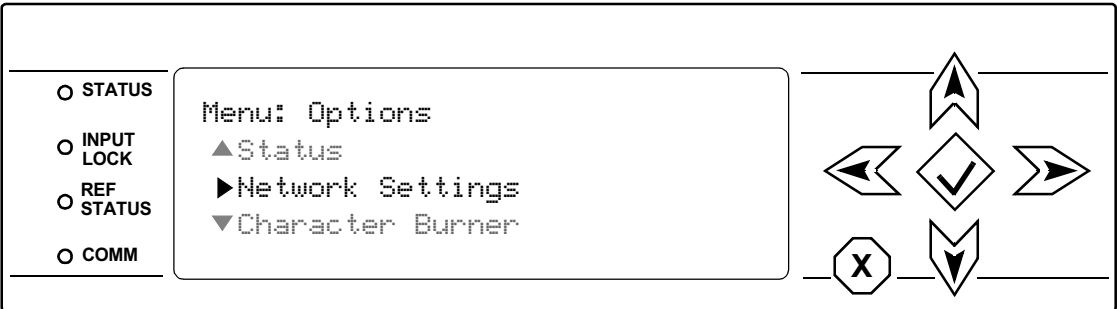 STATUS
INPUT
LOCK
REF
STATUS
COMM
Menu: Options
▲Status
▶Network Settings
▼Character Burner
X